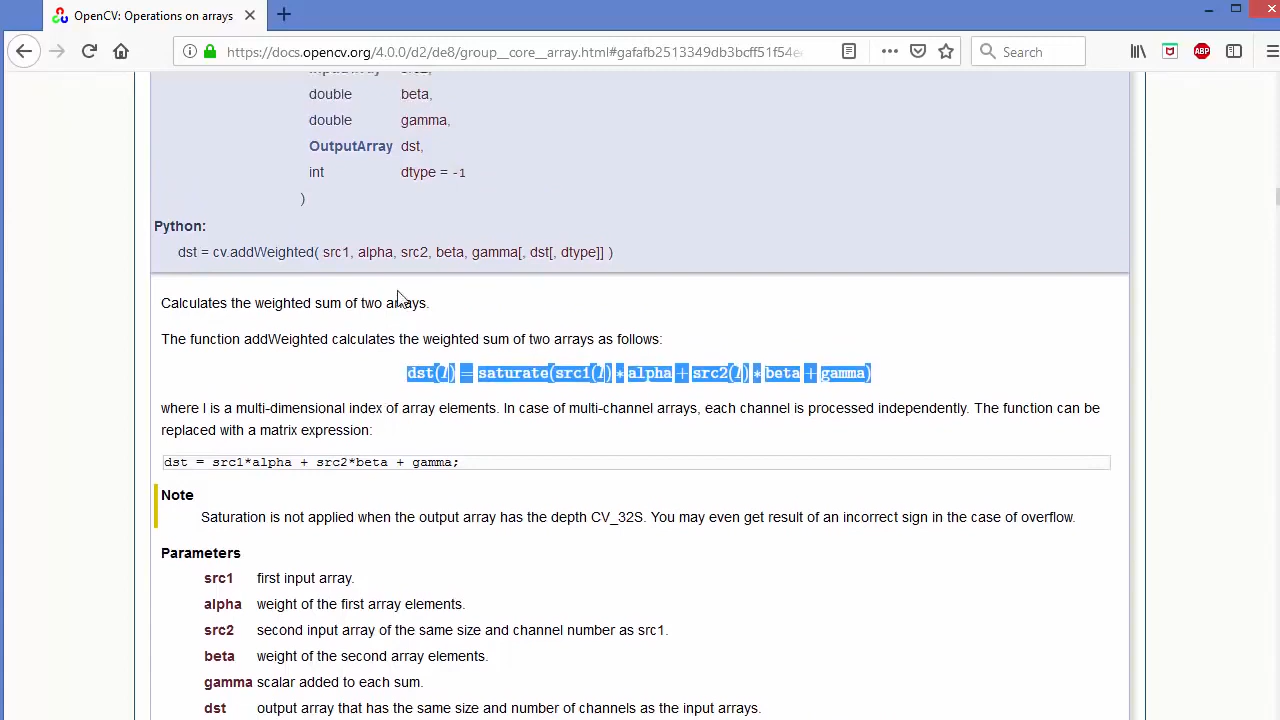 OpenCV: Operations on arrays
https://docs.opencv.org/4.0.0/d2/de8/group__core__array.html#gafafb2513349db3bcff51f54e
Search
ABP
double beta,
double gamma,
OutputArray dst,
int dtype = -1
)
Python:
dst = cv.addWeighted( src1, alpha, src2, beta, gamma[, dst[, dtype]] )
Calculates the weighted sum of two arrays.
The function addWeighted calculates the weighted sum of two arrays as follows:
dst(I) = saturate(src1(I) * alpha + src2(I) * beta + gamma)
where I is a multi-dimensional index of array elements. In case of multi-channel arrays, each channel is processed independently. The function can be
replaced with a matrix expression:
dst = src1*alpha + src2*beta + gamma;
Note
Saturation is not applied when the output array has the depth CV_32S. You may even get result of an incorrect sign in the case of overflow.
Parameters
src1 first input array.
alpha weight of the first array elements.
src2 second input array of the same size and channel number as src1.
beta weight of the second array elements.
gamma scalar added to each sum.
dst output array that has the same size and number of channels as the input arrays.